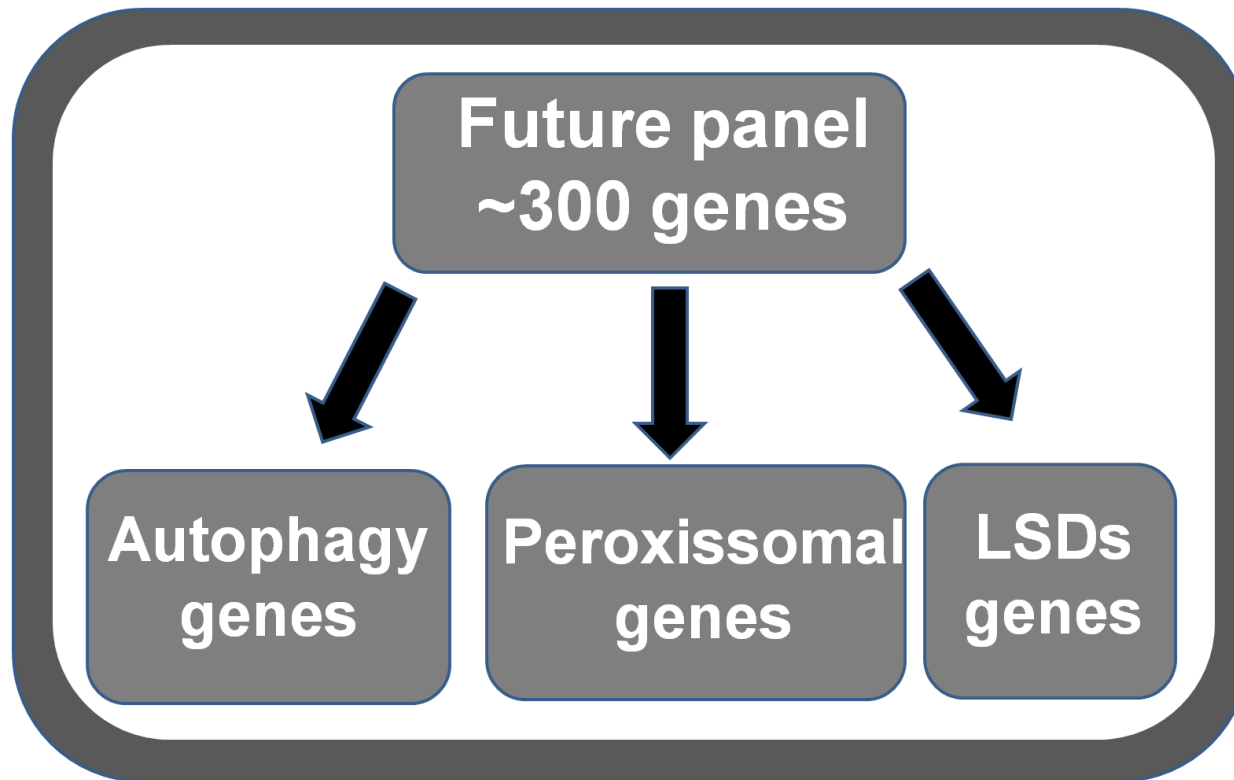 Future panel
~300 genes
Autophagy
genes
Peroxissomal
genes
LSDs
genes